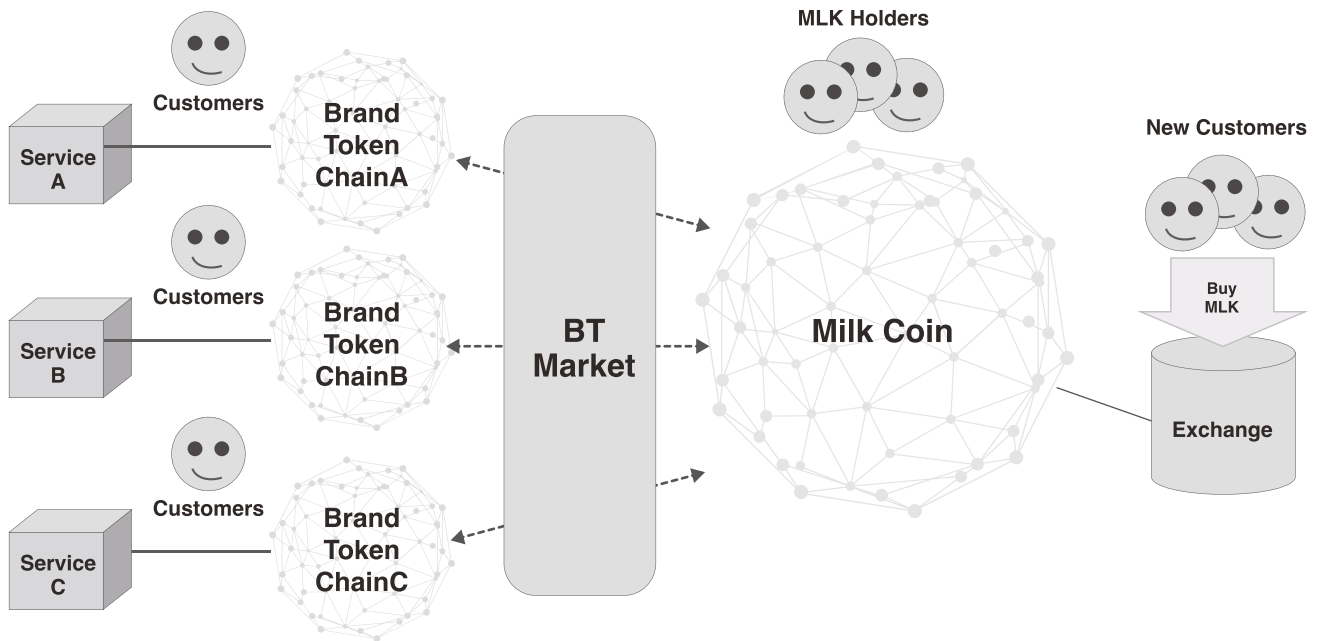 MLK Holders
Customers
Service
A
Brand
Token
ChainA
New Customers
Buy
MLK
Customers
Service
B
Brand
Token
ChainB
BT
Market
Milk Coin
Exchange
Customers
Service
C
Brand
Token
ChainC